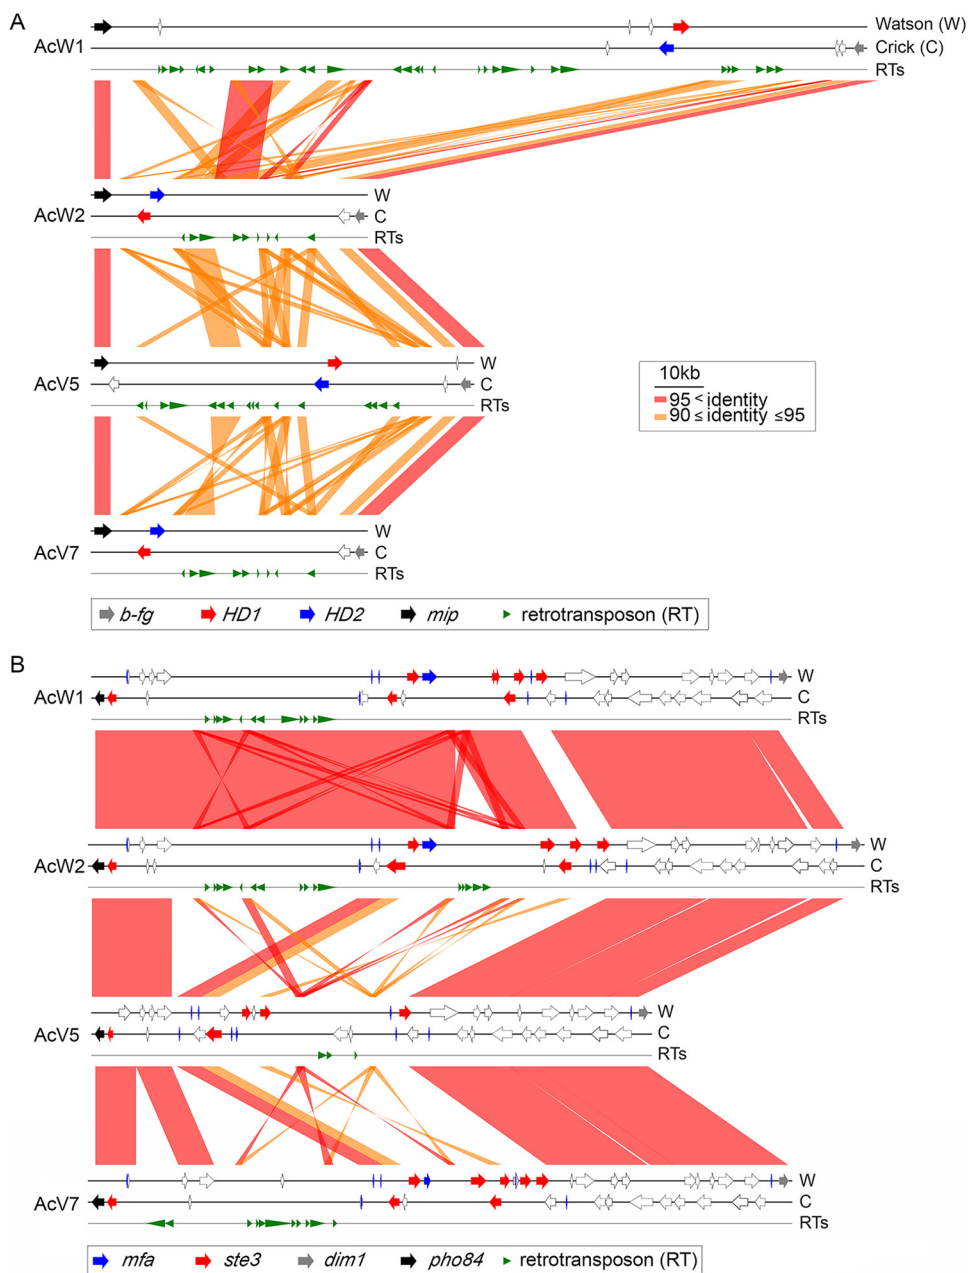 A
AcW1
Watson (W)
Crick (C)
RTs
AcW2
W
C
RTs
AcV5
W
C
RTs
10kb
95 < identity
90 ≤ identity ≤95
AcV7
W
C
RTs
b-fg HD1 HD2 mip retrotransposon (RT)
B
AcW1
W
C
RTs
AcW2
W
C
RTs
AcV5
W
C
RTs
AcV7
W
C
RTs
mfa ste3 dim1 pho84 retrotransposon (RT)